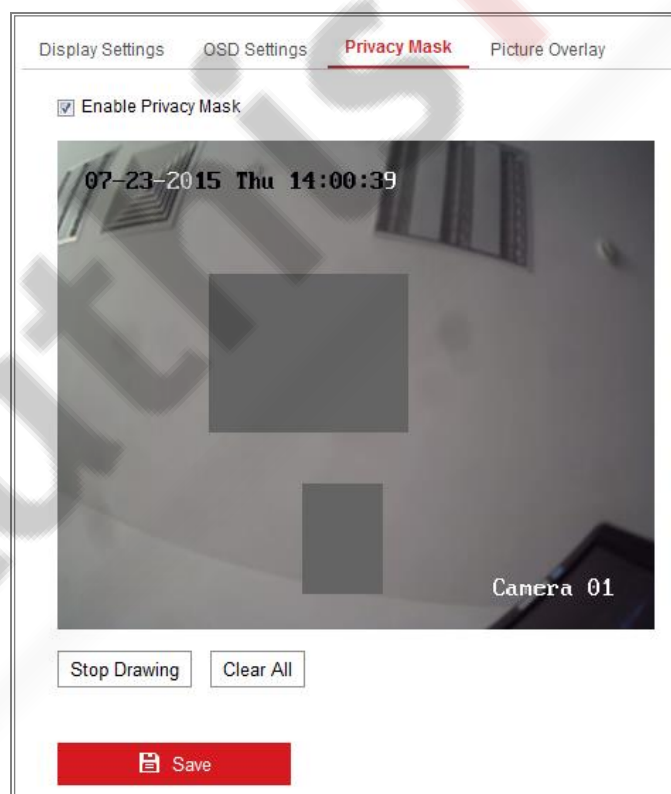 Display Settings OSD Settings Privacy Mask Picture Overlay
Enable Privacy Mask
07-23-2015 Thu 14:00:39
Camera 01
Stop Drawing Clear All
Save